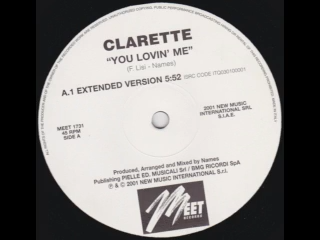 CLARETTE
"YOU LOVIN' ME"
(F. Lisi - Names)
A.1 EXTENDED VERSION 5:52
MEET 1731
45 RPM
SIDE A
2001 NEW MUSIC
INTERNATIONAL SRL
S.I.A.E.
Produced, Arranged and Mixed by Names
Publishing PIELLE ED. MUSICALI Srl / BMG RICORDI SpA
℗ & © 2001 NEW MUSIC INTERNATIONAL S.r.l.
MEET
RECORDS